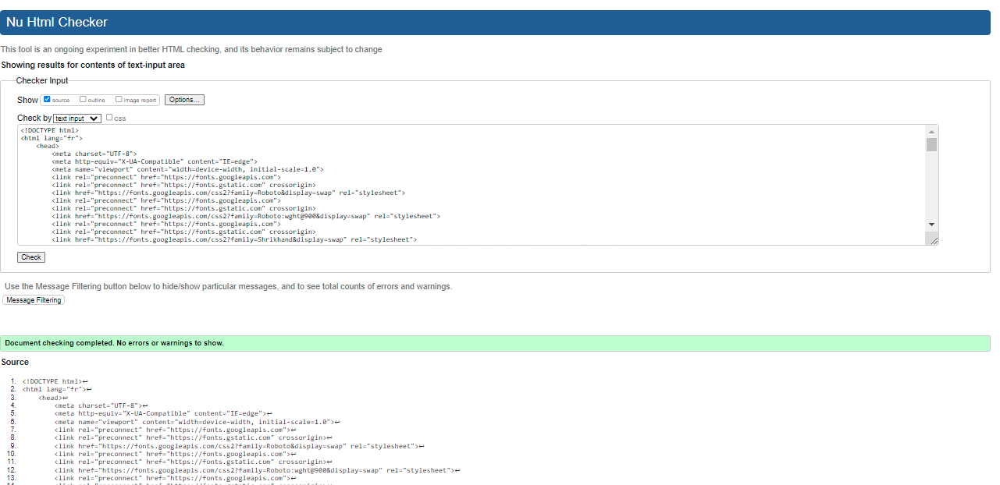 Nu Html Checker
This tool is an ongoing experiment in better HTML checking, and its behavior remains subject to change
Showing results for contents of text-input area
Checker Input
Show source outline image report Options...
Check by text input css
<!DOCTYPE html>
<html lang="fr">
<head>
<meta charset="UTF-8">
<meta http-equiv="X-UA-Compatible" content="IE=edge">
<meta name="viewport" content="width=device-width, initial-scale=1.0">
<link rel="preconnect" href="https://fonts.googleapis.com">
<link rel="preconnect" href="https://fonts.gstatic.com" crossorigin>
<link href="https://fonts.googleapis.com/css2?family=Roboto&display=swap" rel="stylesheet">
<link rel="preconnect" href="https://fonts.googleapis.com">
<link rel="preconnect" href="https://fonts.gstatic.com" crossorigin>
<link href="https://fonts.googleapis.com/css2?family=Roboto:wght@900&display=swap" rel="stylesheet">
<link rel="preconnect" href="https://fonts.googleapis.com">
<link rel="preconnect" href="https://fonts.gstatic.com" crossorigin>
<link href="https://fonts.googleapis.com/css2?family=Shrikhand&display=swap" rel="stylesheet">
Check
Use the Message Filtering button below to hide/show particular messages, and to see total counts of errors and warnings.
Message Filtering
Document checking completed. No errors or warnings to show.
Source
1. <!DOCTYPE html>↩
2. <html lang="fr">↩
3. <head>↩
4. <meta charset="UTF-8">↩
5. <meta http-equiv="X-UA-Compatible" content="IE=edge">↩
6. <meta name="viewport" content="width=device-width, initial-scale=1.0">↩
7. <link rel="preconnect" href="https://fonts.googleapis.com">↩
8. <link rel="preconnect" href="https://fonts.gstatic.com" crossorigin>↩
9. <link href="https://fonts.googleapis.com/css2?family=Roboto&display=swap" rel="stylesheet">↩
10. <link rel="preconnect" href="https://fonts.googleapis.com">↩
11. <link rel="preconnect" href="https://fonts.gstatic.com" crossorigin>↩
12. <link href="https://fonts.googleapis.com/css2?family=Roboto:wght@900&display=swap" rel="stylesheet">↩
13. <link rel="preconnect" href="https://fonts.googleapis.com">↩